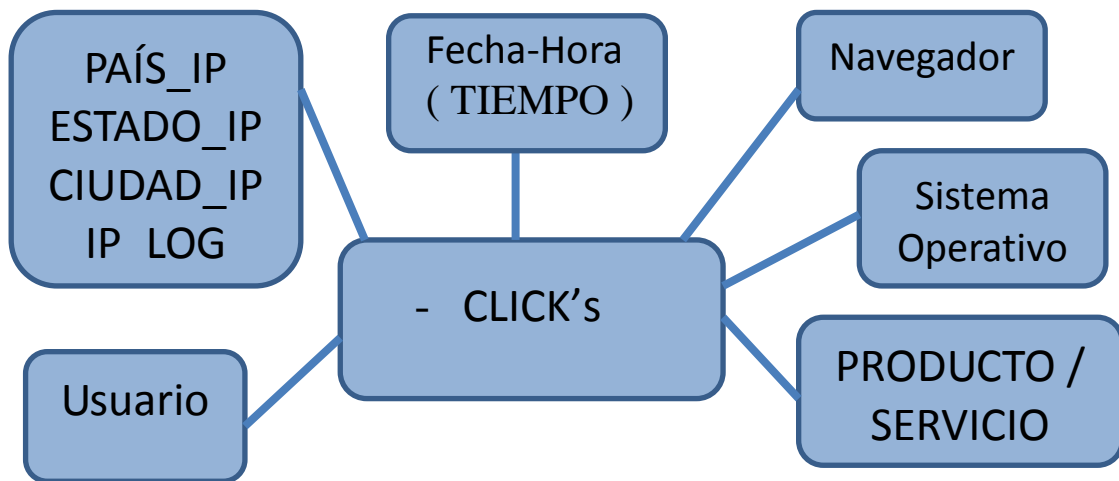 PAÍS_IP
ESTADO_IP
CIUDAD_IP
IP LOG
Fecha-Hora
( TIEMPO )
Navegador
Sistema
Operativo
- CLICK’s
Usuario
PRODUCTO /
SERVICIO